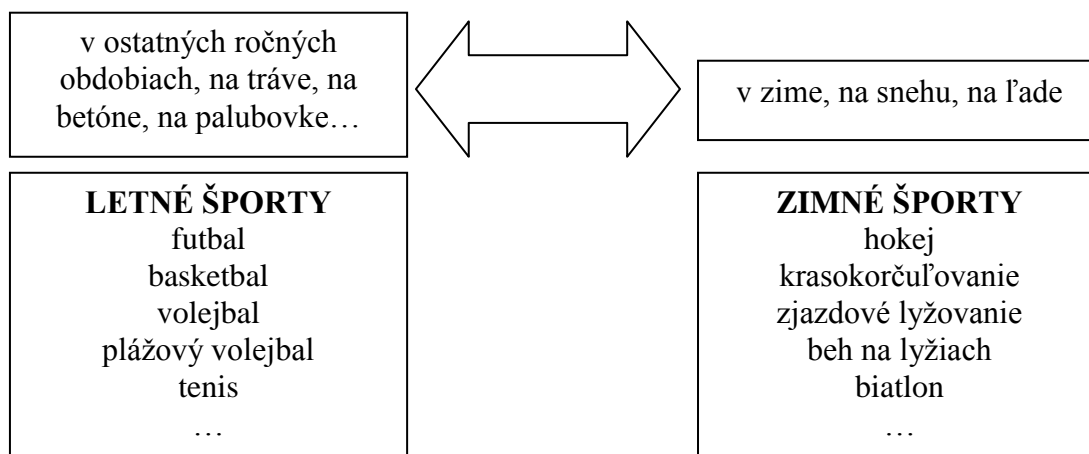 v ostatných ročných
obdobiach, na tráve, na
betóne, na palubovke…
v zime, na snehu, na ľade
LETNÉ ŠPORTY
futbal
basketbal
volejbal
plážový volejbal
tenis
…
ZIMNÉ ŠPORTY
hokej
krasokorčuľovanie
zjazdové lyžovanie
beh na lyžiach
biatlon
…